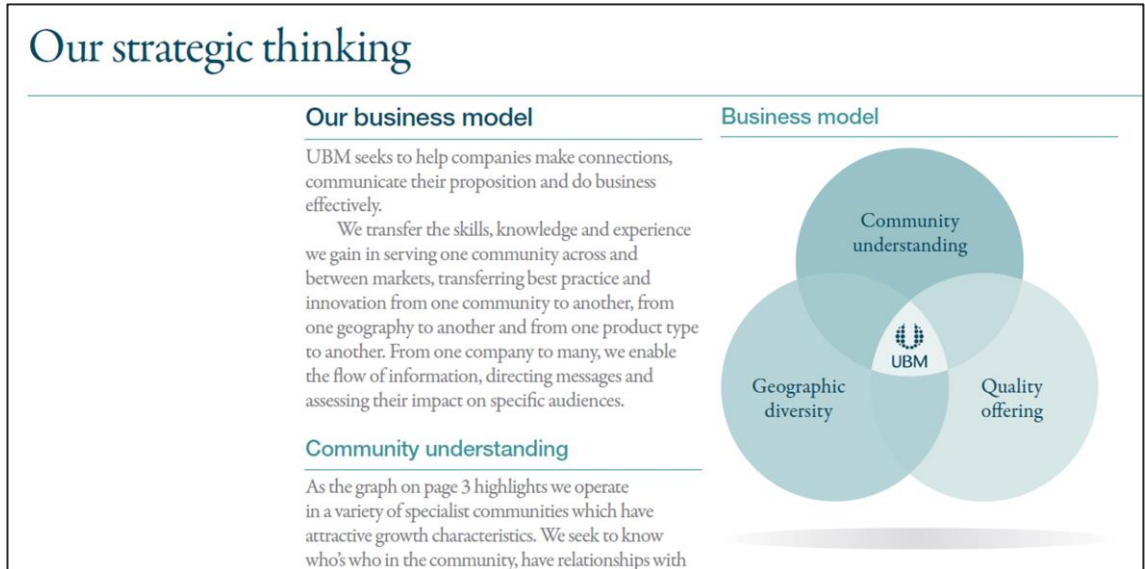 Our strategic thinking
Our business model
UBM seeks to help companies make connections,
communicate their proposition and do business
effectively.
We transfer the skills, knowledge and experience
we gain in serving one community across and
between markets, transferring best practice and
innovation from one community to another, from
one geography to another and from one product type
to another. From one company to many, we enable
the flow of information, directing messages and
assessing their impact on specific audiences.
Community understanding
As the graph on page 3 highlights we operate
in a variety of specialist communities which have
attractive growth characteristics. We seek to know
who's who in the community, have relationships with
Business model
Community
understanding
UBM
Geographic
diversity
Quality
offering